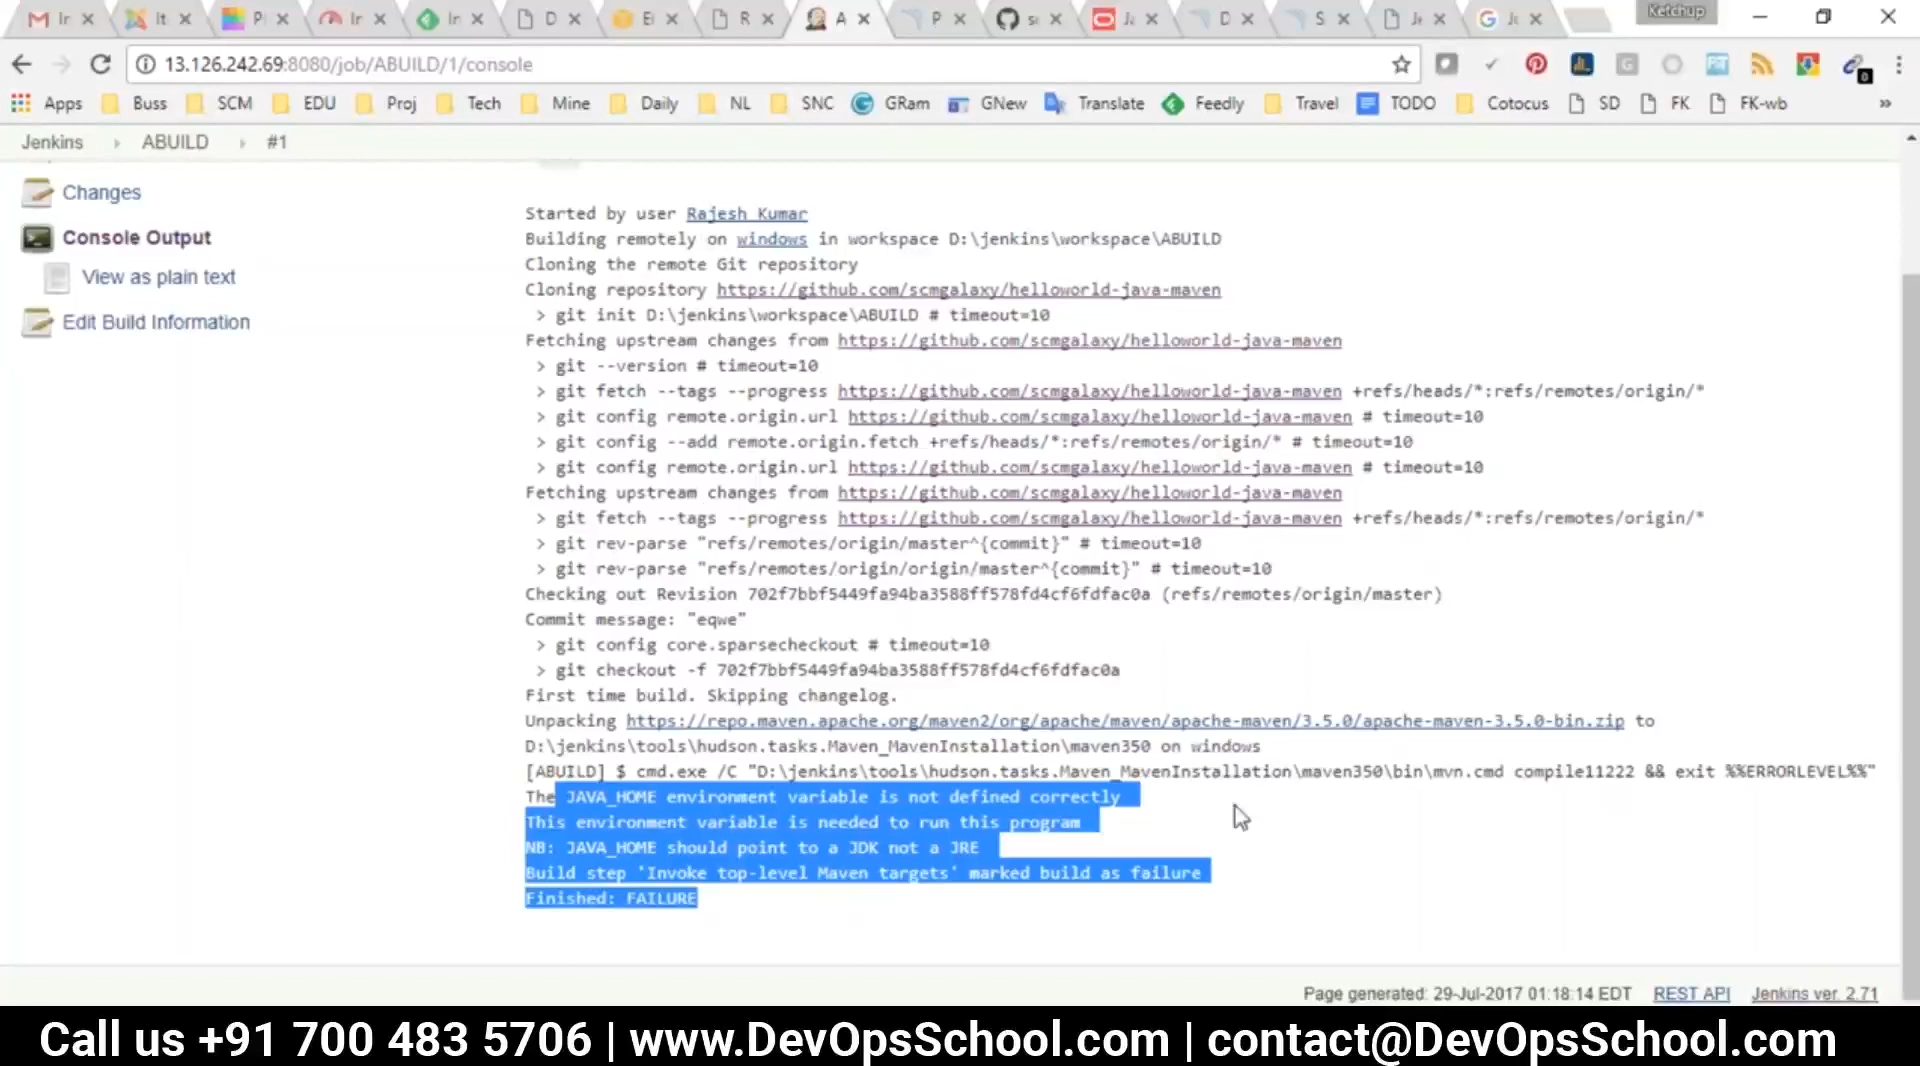 Ketchup
13.126.242.69:8080/job/ABUILD/1/console
Apps Buss SCM EDU Proj Tech Mine Daily NL SNC GRam GNew Translate Feedly Travel TODO Cotocus SD FK FK-wb »
Jenkins ABUILD #1
Changes
Console Output
View as plain text
Edit Build Information
Started by user Rajesh Kumar
Building remotely on windows in workspace D:\jenkins\workspace\ABUILD
Cloning the remote Git repository
Cloning repository https://github.com/scmgalaxy/helloworld-java-maven
> git init D:\jenkins\workspace\ABUILD # timeout=10
Fetching upstream changes from https://github.com/scmgalaxy/helloworld-java-maven
> git --version # timeout=10
> git fetch --tags --progress https://github.com/scmgalaxy/helloworld-java-maven +refs/heads/*:refs/remotes/origin/*
> git config remote.origin.url https://github.com/scmgalaxy/helloworld-java-maven # timeout=10
> git config --add remote.origin.fetch +refs/heads/*:refs/remotes/origin/* # timeout=10
> git config remote.origin.url https://github.com/scmgalaxy/helloworld-java-maven # timeout=10
Fetching upstream changes from https://github.com/scmgalaxy/helloworld-java-maven
> git fetch --tags --progress https://github.com/scmgalaxy/helloworld-java-maven +refs/heads/*:refs/remotes/origin/*
> git rev-parse "refs/remotes/origin/master^{commit}" # timeout=10
> git rev-parse "refs/remotes/origin/origin/master^{commit}" # timeout=10
Checking out Revision 702f7bbf5449fa94ba3588ff578fd4cf6fdfac0a (refs/remotes/origin/master)
Commit message: "eqwe"
> git config core.sparsecheckout # timeout=10
> git checkout -f 702f7bbf5449fa94ba3588ff578fd4cf6fdfac0a
First time build. Skipping changelog.
Unpacking https://repo.maven.apache.org/maven2/org/apache/maven/apache-maven/3.5.0/apache-maven-3.5.0-bin.zip to
D:\jenkins\tools\hudson.tasks.Maven_MavenInstallation\maven350 on windows
[ABUILD] $ cmd.exe /C "D:\jenkins\tools\hudson.tasks.Maven_MavenInstallation\maven350\bin\mvn.cmd compile11222 && exit %%ERRORLEVEL%%"
The JAVA_HOME environment variable is not defined correctly
This environment variable is needed to run this program
NB: JAVA_HOME should point to a JDK not a JRE
Build step 'Invoke top-level Maven targets' marked build as failure
Finished: FAILURE
Page generated: 29-Jul-2017 01:18:14 EDT REST API Jenkins ver. 2.71
Call us +91 700 483 5706 | www.DevOpsSchool.com | contact@DevOpsSchool.com